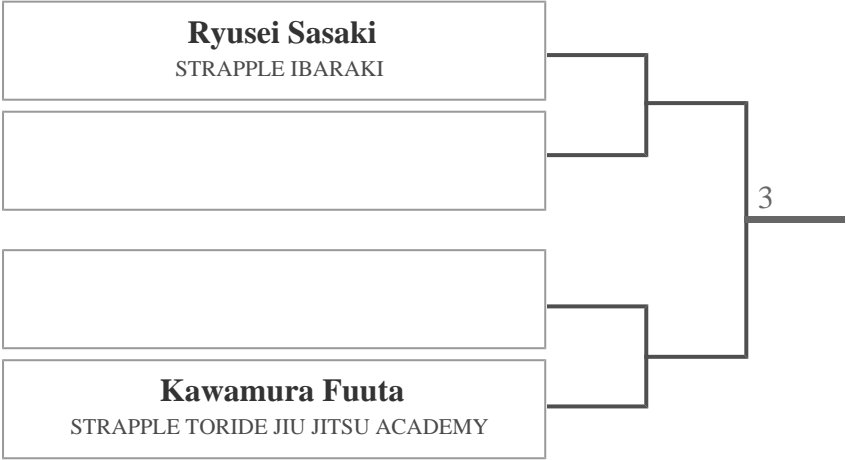 Ryusei Sasaki
STRAPPLE IBARAKI
3
Kawamura Fuuta
STRAPPLE TORIDE JIU JITSU ACADEMY